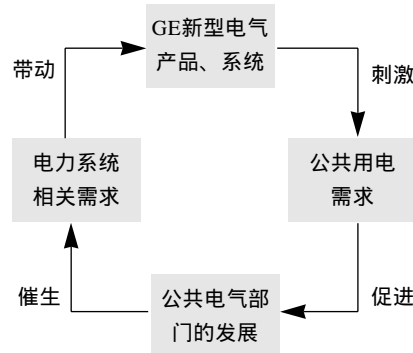 GE新型电气
产品、系统
带动
刺激
电力系统
相关需求
公共用电
需求
催生
公共电气部
门的发展
促进